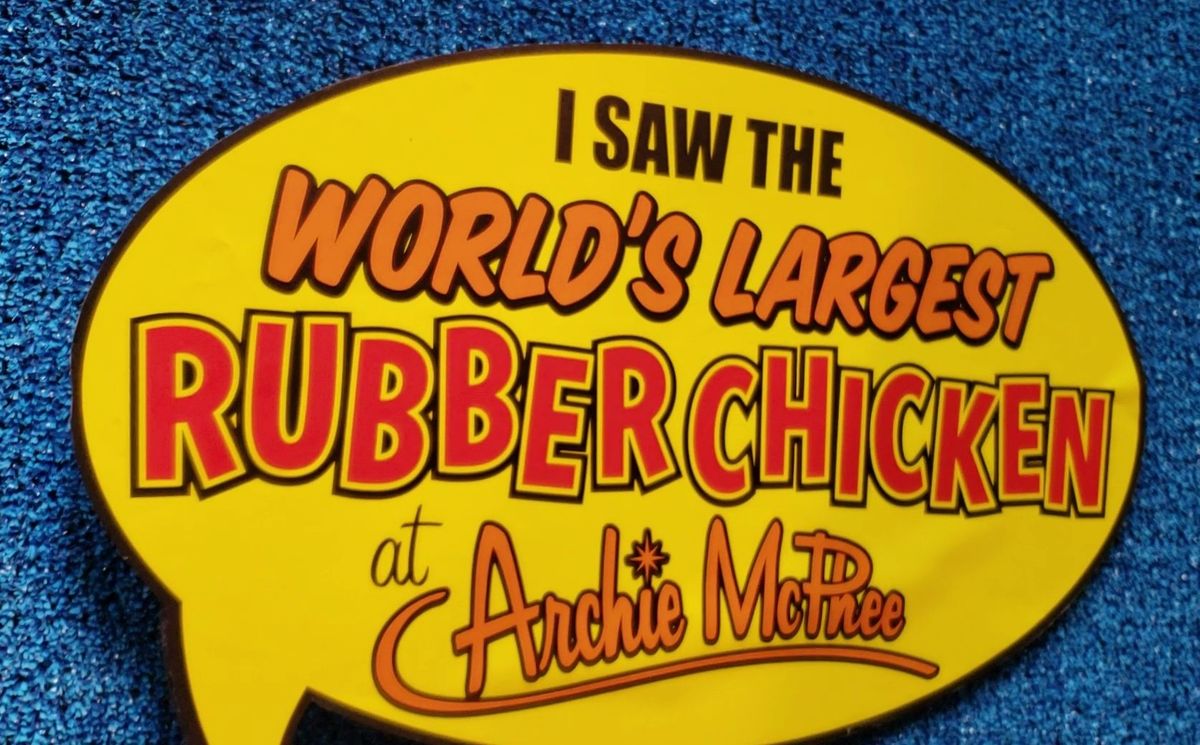 I SAW THE
WORLD'S LARGEST
RUBBER CHICKEN
at Archie McPhee